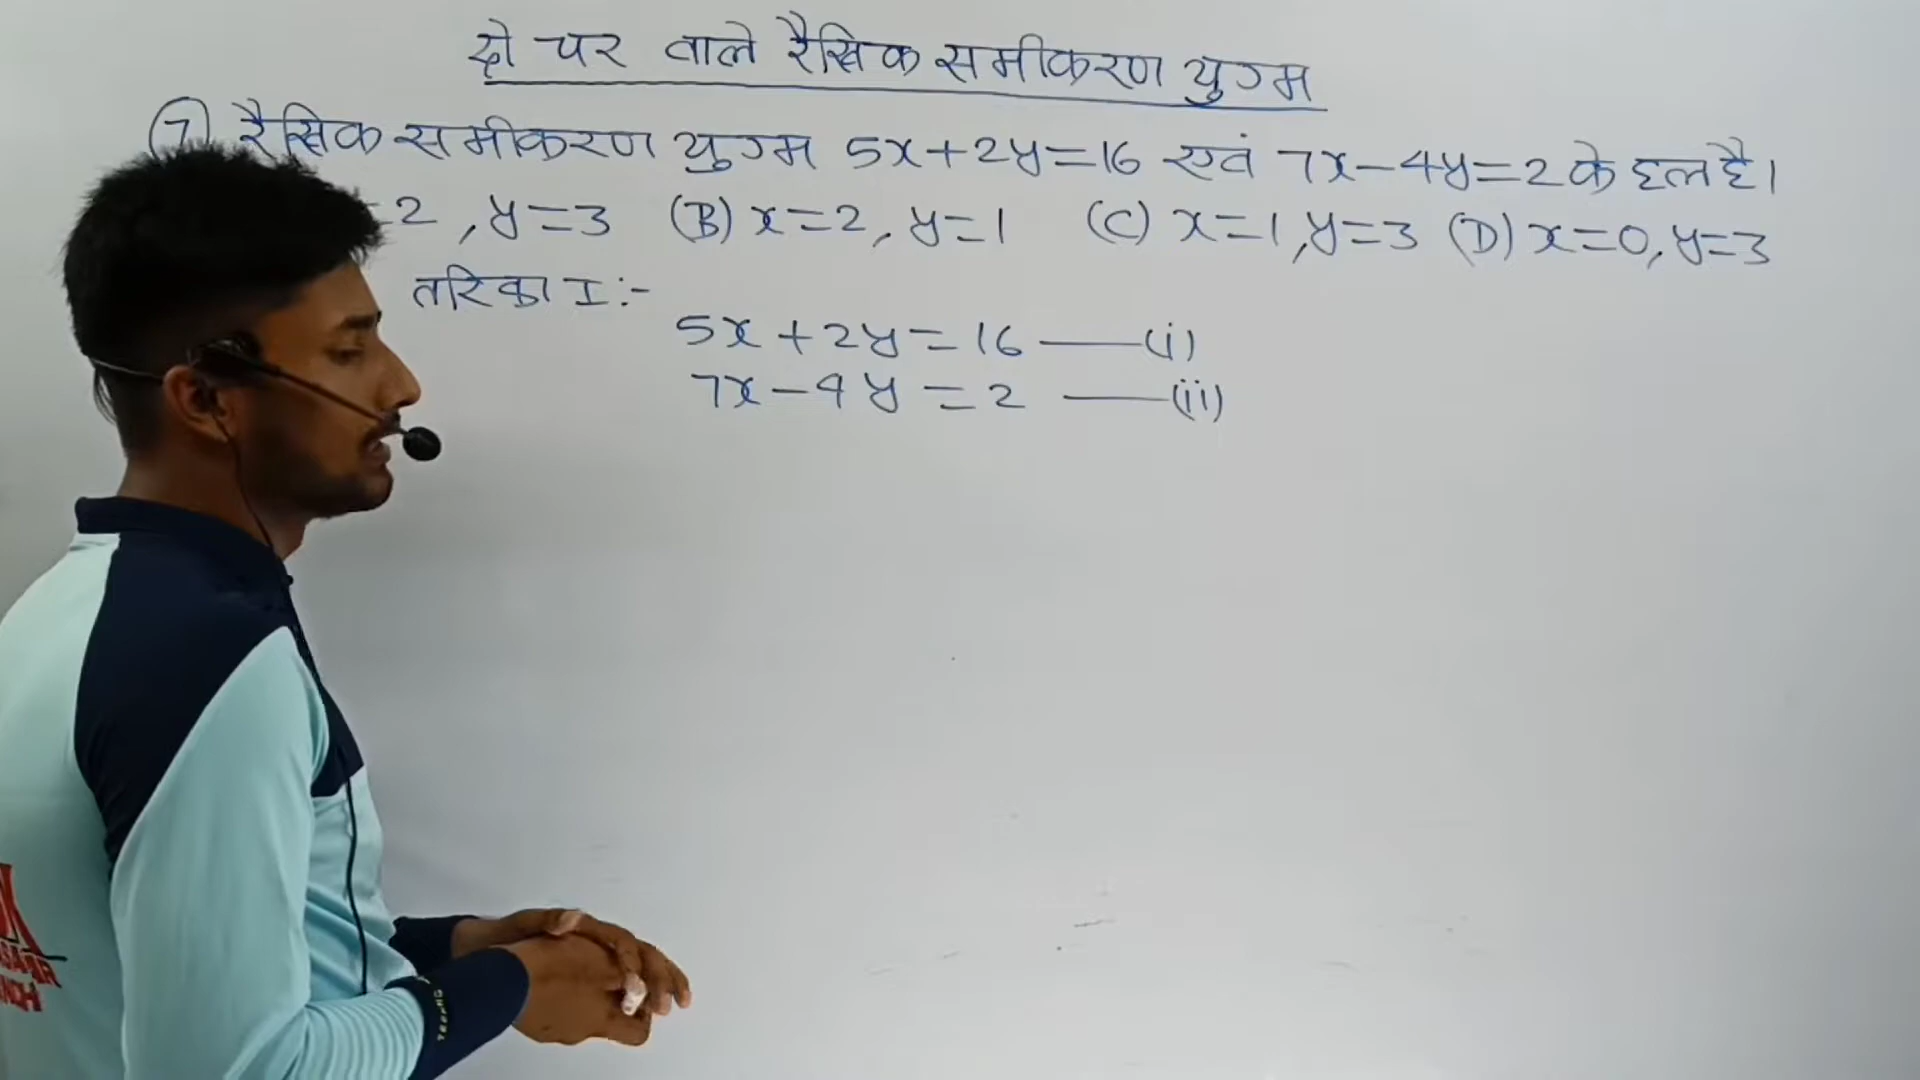 दो चर वाले रैखिक समीकरण युग्म
7 रैखिक समीकरण युग्म 5x+2y=16 एवं 7x-4y=2 के हल है।
=2, y=3 (B) x=2, y=1 (C) x=1, y=3 (D) x=0, y=3
तरिका I:-
5x+2y=16 —(i)
7x-4y=2 —(ii)